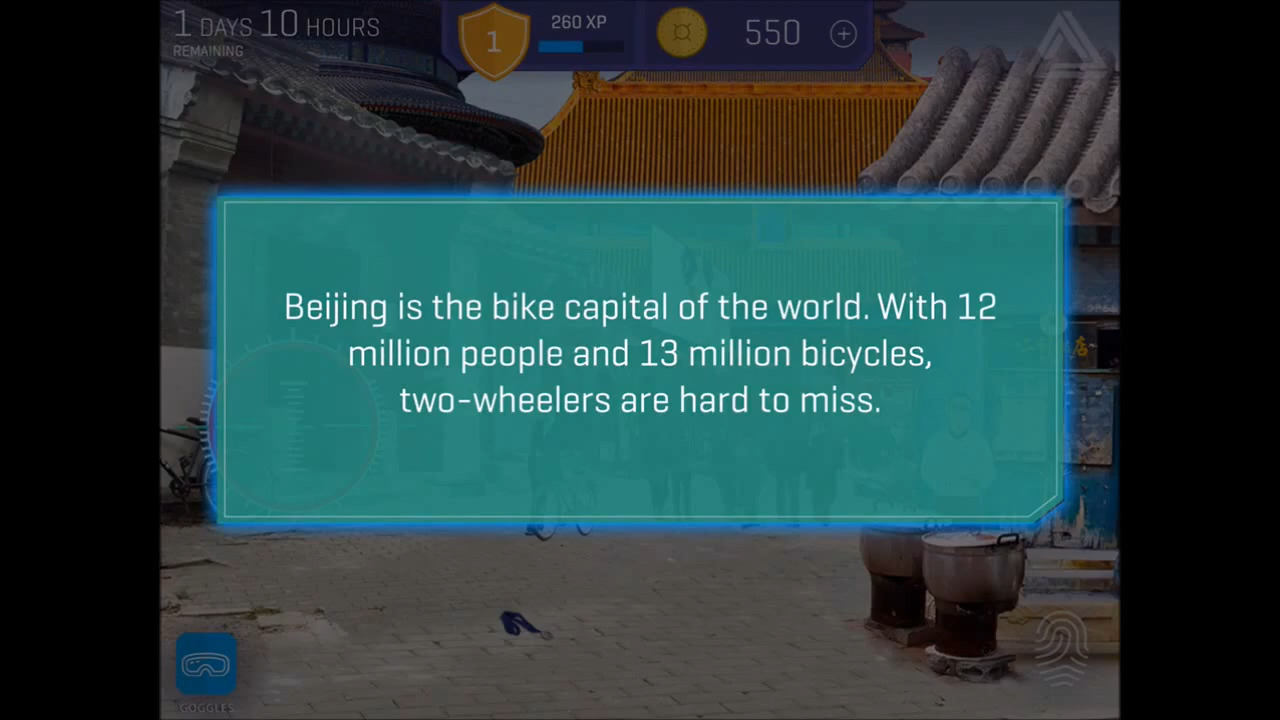 1 DAYS 10 HOURS
REMAINING
1
260 XP
550
Beijing is the bike capital of the world. With 12
million people and 13 million bicycles,
two-wheelers are hard to miss.
店
GOGGLES